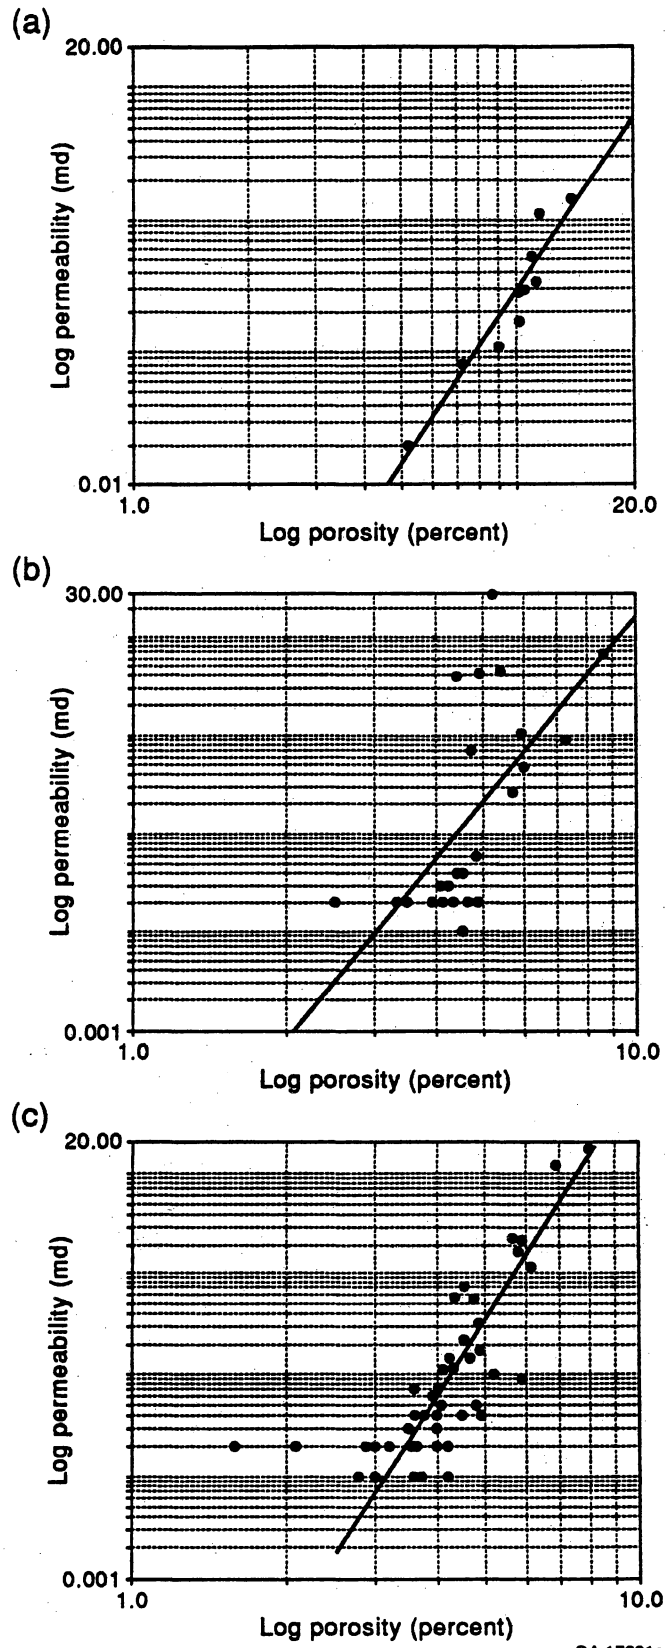 (a)
20.00
Log permeability (md)
0.01
1.0
20.0
Log porosity (percent)
(b)
30.00
Log permeability (md)
0.001
1.0
10.0
Log porosity (percent)
(c)
20.00
Log permeability (md)
0.001
1.0
10.0
Log porosity (percent)